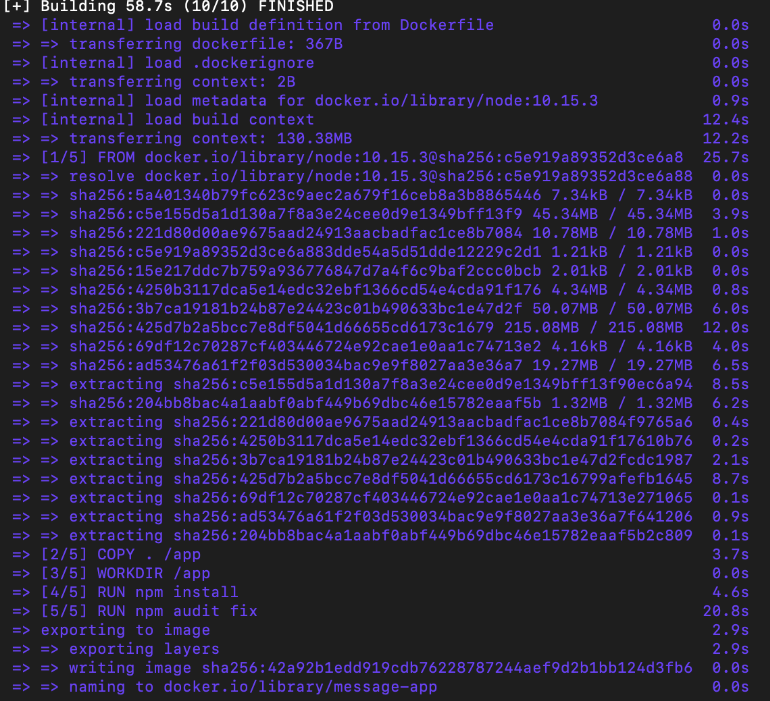 [+] Building 58.7s (10/10) FINISHED
=> [internal] load build definition from Dockerfile 0.0s
=> => transferring dockerfile: 367B 0.0s
=> [internal] load .dockerignore 0.0s
=> => transferring context: 2B 0.0s
=> [internal] load metadata for docker.io/library/node:10.15.3 0.9s
=> [internal] load build context 12.4s
=> => transferring context: 130.38MB 12.2s
=> [1/5] FROM docker.io/library/node:10.15.3@sha256:c5e919a89352d3ce6a8 25.7s
=> => resolve docker.io/library/node:10.15.3@sha256:c5e919a89352d3ce6a88 0.0s
=> => sha256:5a401340b79fc623c9aec2a679f16ceb8a3b8865446 7.34kB / 7.34kB 0.0s
=> => sha256:c5e155d5a1d130a7f8a3e24cee0d9e1349bff13f9 45.34MB / 45.34MB 3.9s
=> => sha256:221d80d00ae9675aad24913aacbadfac1ce8b7084 10.78MB / 10.78MB 1.0s
=> => sha256:c5e919a89352d3ce6a883dde54a5d51dde12229c2d1 1.21kB / 1.21kB 0.0s
=> => sha256:15e217ddc7b759a936776847d7a4f6c9baf2ccc0bcb 2.01kB / 2.01kB 0.0s
=> => sha256:4250b3117dca5e14edc32ebf1366cd54e4cda91f176 4.34MB / 4.34MB 0.8s
=> => sha256:3b7ca19181b24b87e24423c01b490633bc1e47d2f 50.07MB / 50.07MB 6.0s
=> => sha256:425d7b2a5bcc7e8df5041d66655cd6173c1679 215.08MB / 215.08MB 12.0s
=> => sha256:69df12c70287cf403446724e92cae1e0aa1c74713e2 4.16kB / 4.16kB 4.0s
=> => sha256:ad53476a61f2f03d530034bac9e9f8027aa3e36a7 19.27MB / 19.27MB 6.5s
=> => extracting sha256:c5e155d5a1d130a7f8a3e24cee0d9e1349bff13f90ec6a94 8.5s
=> => sha256:204bb8bac4a1aabf0abf449b69dbc46e15782eaaf5b 1.32MB / 1.32MB 6.2s
=> => extracting sha256:221d80d00ae9675aad24913aacbadfac1ce8b7084f9765a6 0.4s
=> => extracting sha256:4250b3117dca5e14edc32ebf1366cd54e4cda91f17610b76 0.2s
=> => extracting sha256:3b7ca19181b24b87e24423c01b490633bc1e47d2fcdc1987 2.1s
=> => extracting sha256:425d7b2a5bcc7e8df5041d66655cd6173c16799afefb1645 8.7s
=> => extracting sha256:69df12c70287cf403446724e92cae1e0aa1c74713e271065 0.1s
=> => extracting sha256:ad53476a61f2f03d530034bac9e9f8027aa3e36a7f641206 0.9s
=> => extracting sha256:204bb8bac4a1aabf0abf449b69dbc46e15782eaaf5b2c809 0.1s
=> [2/5] COPY . /app 3.7s
=> [3/5] WORKDIR /app 0.0s
=> [4/5] RUN npm install 4.6s
=> [5/5] RUN npm audit fix 20.8s
=> exporting to image 2.9s
=> => exporting layers 2.9s
=> => writing image sha256:42a92b1edd919cdb76228787244aef9d2b1bb124d3fb6 0.0s
=> => naming to docker.io/library/message-app 0.0s